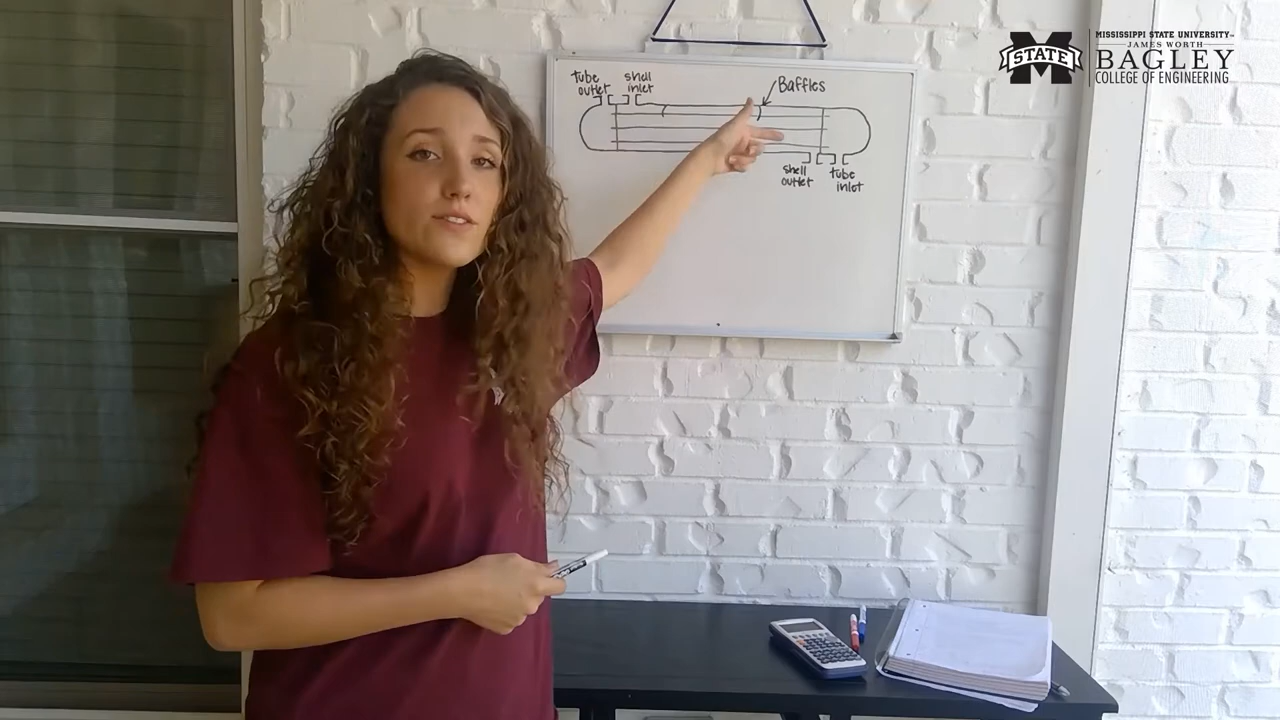 MISSISSIPPI STATE UNIVERSITY
JAMES WORTH
BAGLEY
COLLEGE OF ENGINEERING
M
STATE
tube
outlet
shell
inlet
Baffles
shell
outlet
tube
inlet